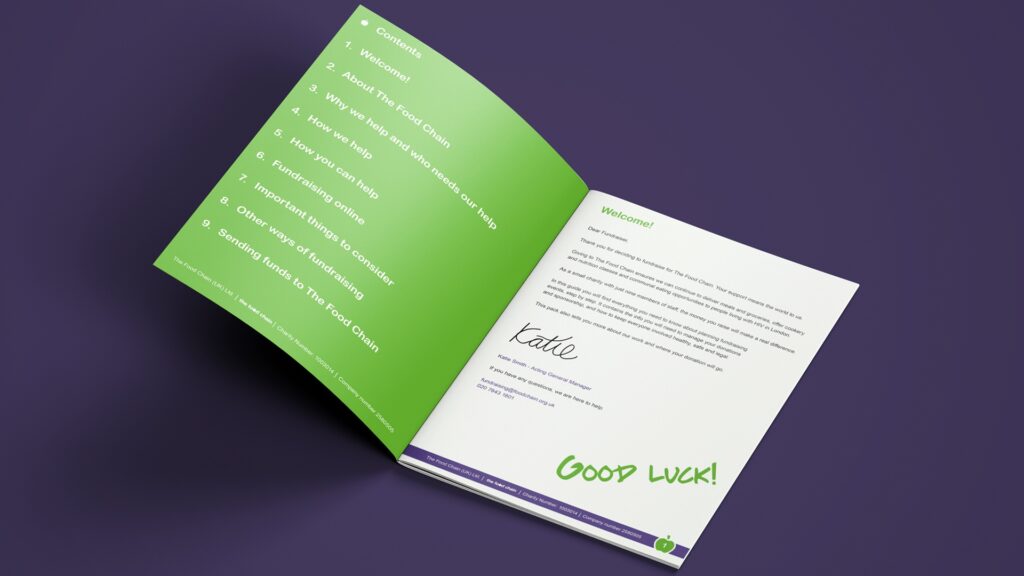 Contents
1. Welcome!
2. About The Food Chain
3. Why we help and who needs our help
4. How we help
5. How you can help
6. Fundraising online
7. Important things to consider
8. Other ways of fundraising
9. Sending funds to The Food Chain
The Food Chain (UK) Ltd | the food chain | Charity Number: 1003014 | Company number 2580505
Welcome!
Dear Fundraiser,
Thank you for deciding to fundraise for The Food Chain. Your support means the world to us.
Giving to The Food Chain ensures we can continue to deliver meals and groceries, offer cookery
and nutrition classes and communal eating opportunities to people living with HIV in London.
As a small charity with just nine members of staff, the money you raise will make a real difference.
In this guide you will find everything you need to know about planning fundraising
events, step by step. It contains the info you will need to manage your donations
and sponsorship, and how to keep everyone involved healthy, safe and legal.
This pack also tells you more about our work and where your donation will go.
Katie
Katie Smith - Acting General Manager
If you have any questions, we are here to help
fundraising@foodchain.org.uk
020 7843 1801
Good luck!
The Food Chain (UK) Ltd | the food chain | Charity Number: 1003014 | Company number 2580505
1